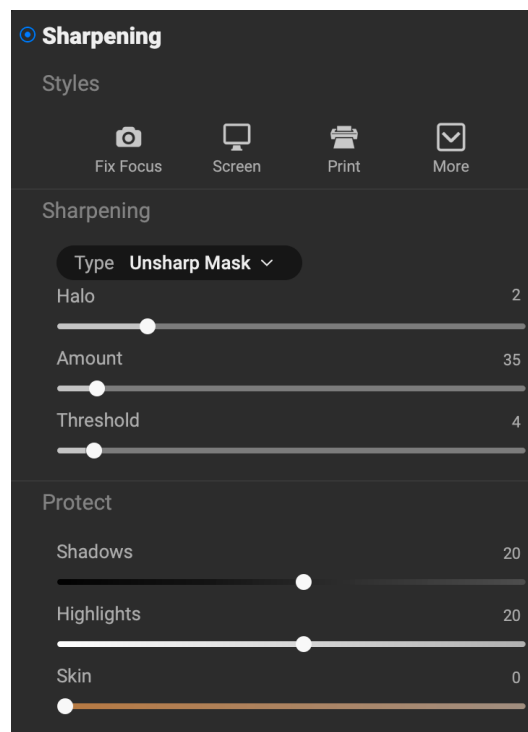 Sharpening
Styles
Fix Focus Screen Print More
Sharpening
Type Unsharp Mask
Halo 2
Amount 35
Threshold 4
Protect
Shadows 20
Highlights 20
Skin 0